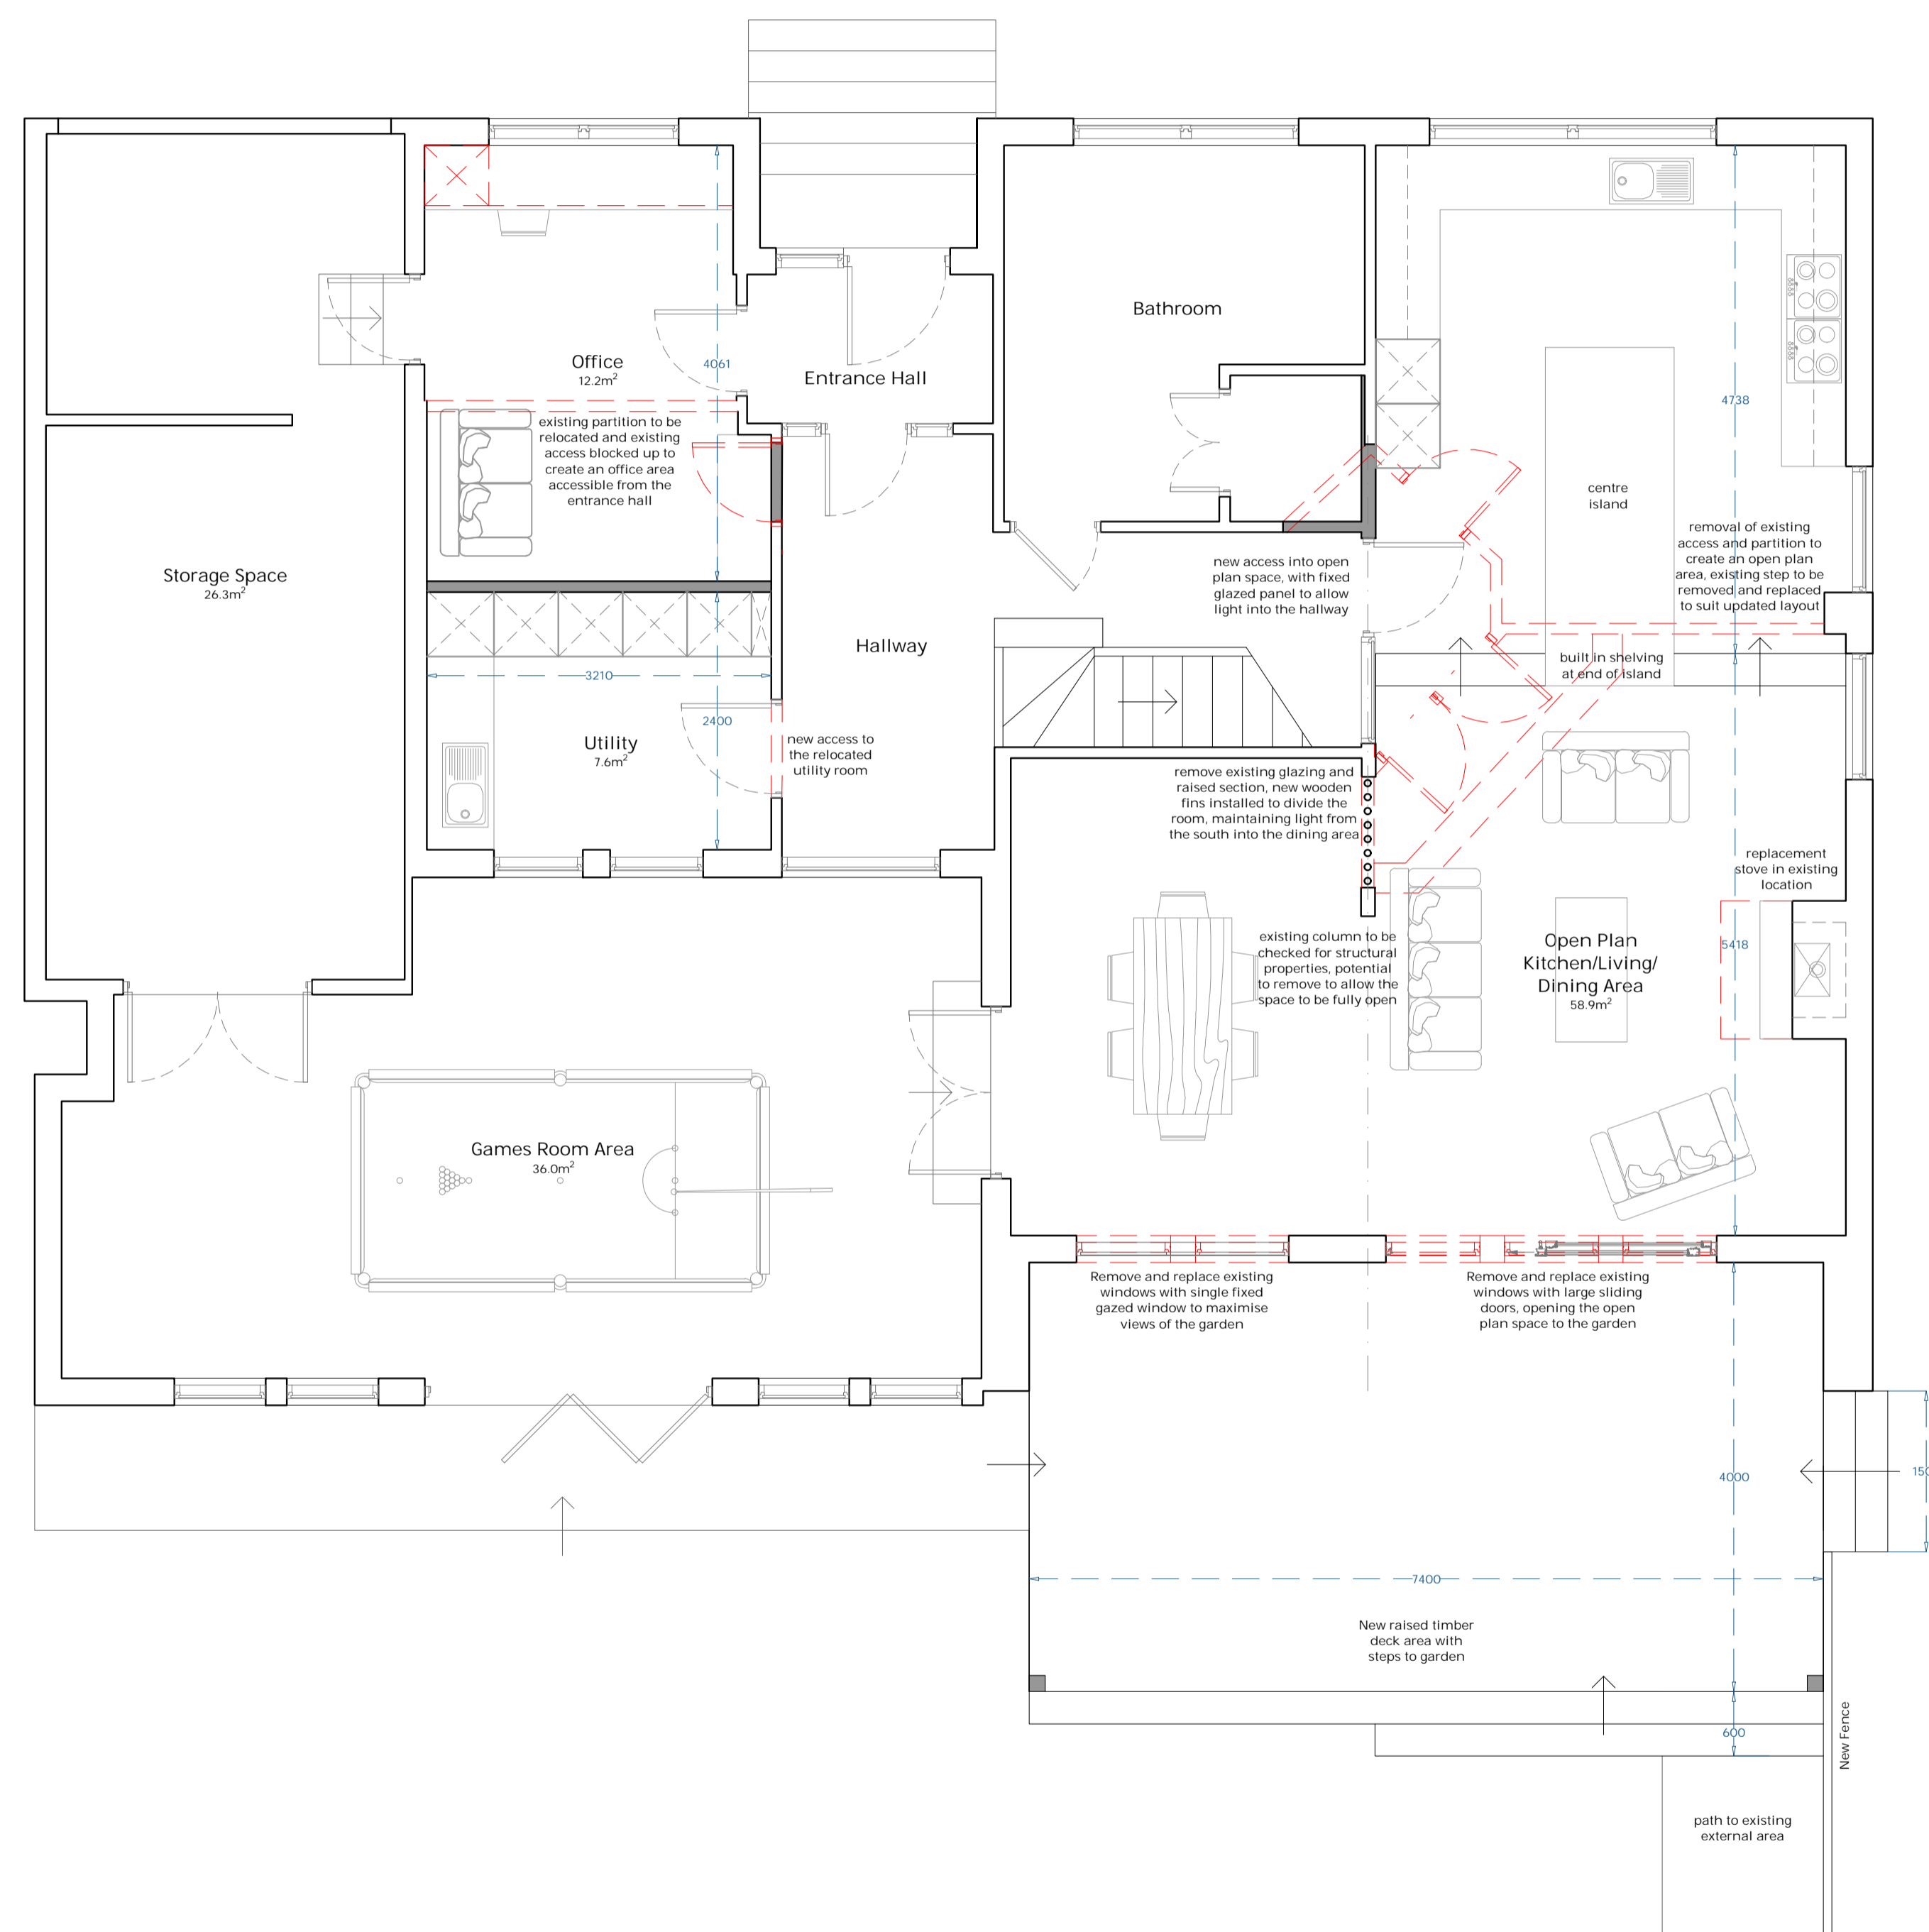 Bathroom
Office
12.2m²
4061
Entrance Hall
4738
existing partition to be
relocated and existing
access blocked up to
create an office area
accessible from the
entrance hall
centre
island
removal of existing
access and partition to
create an open plan
area, existing step to be
removed and replaced
to suit updated layout
Storage Space
26.3m²
new access into open
plan space, with fixed
glazed panel to allow
light into the hallway
Hallway
built in shelving
at end of island
3210
2400
Utility
7.6m²
new access to
the relocated
utility room
remove existing glazing and
raised section, new wooden
fins installed to divide the
room, maintaining light from
the south into the dining area
replacement
stove in existing
location
existing column to be
checked for structural
properties, potential
to remove to allow the
space to be fully open
Open Plan
Kitchen/Living/
Dining Area
58.9m²
5418
Games Room Area
36.0m²
Remove and replace existing
windows with single fixed
gazed window to maximise
views of the garden
Remove and replace existing
windows with large sliding
doors, opening the open
plan space to the garden
4000
7400
New raised timber
deck area with
steps to garden
600
New Fence
path to existing
external area